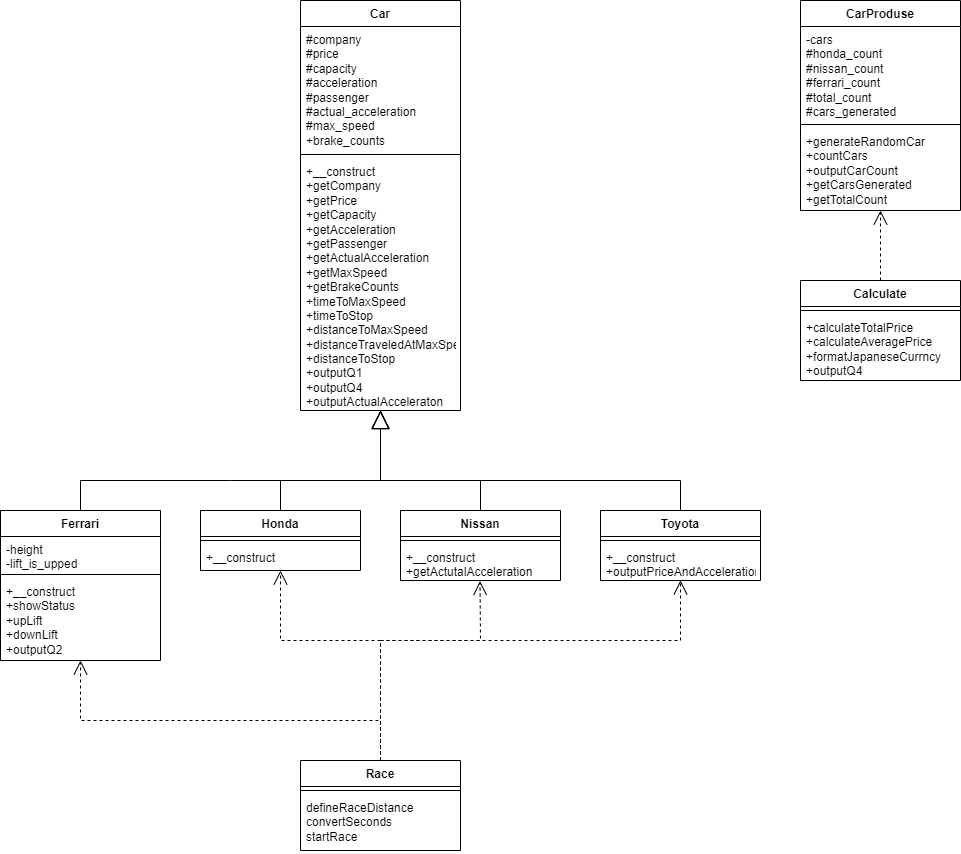 Car
#company
#price
#capacity
#acceleration
#passenger
#actual_acceleration
#max_speed
+brake_counts
+__construct
+getCompany
+getPrice
+getCapacity
+getAcceleration
+getPassenger
+getActualAcceleration
+getMaxSpeed
+getBrakeCounts
+timeToMaxSpeed
+timeToStop
+distanceToMaxSpeed
+distanceTraveledAtMaxSpe
+distanceToStop
+outputQ1
+outputQ4
+outputActualAcceleraton
CarProduse
-cars
#honda_count
#nissan_count
#ferrari_count
#total_count
#cars_generated
+generateRandomCar
+countCars
+outputCarCount
+getCarsGenerated
+getTotalCount
Calculate
+calculateTotalPrice
+calculateAveragePrice
+formatJapaneseCurrncy
+outputQ4
Ferrari
-height
-lift_is_upped
+__construct
+showStatus
+upLift
+downLift
+outputQ2
Honda
+__construct
Nissan
+__construct
+getActutalAcceleration
Toyota
+__construct
+outputPriceAndAcceleration
Race
defineRaceDistance
convertSeconds
startRace